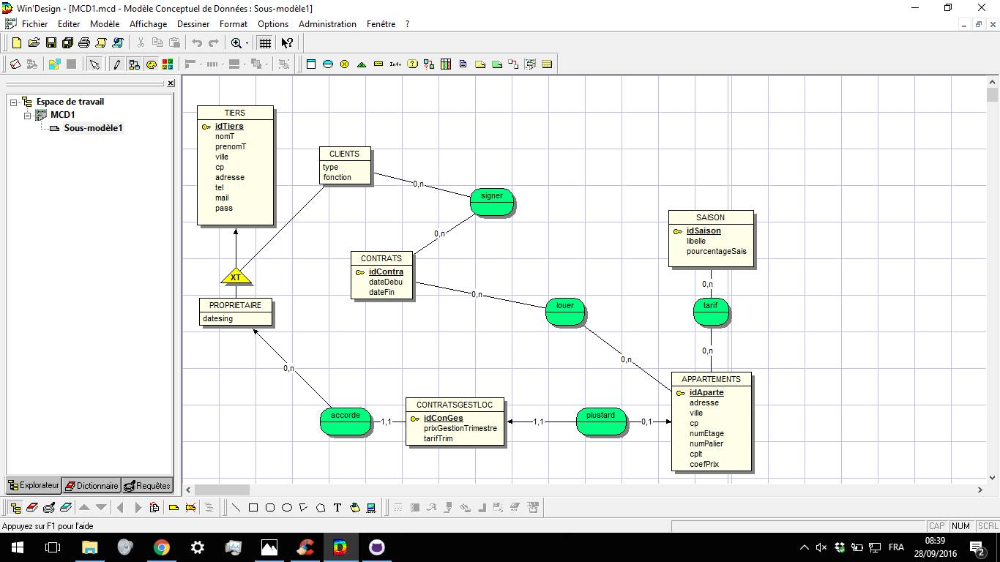 Win'Design - [MCD1.mcd - Modèle Conceptuel de Données : Sous-modèle1]
Fichier Editer Modèle Affichage Dessiner Format Options Administration Fenêtre ?
Info
Espace de travail
MCD1
Sous-modèle1
TIERS
idTiers
nomT
prenomT
ville
cp
adresse
tel
mail
pass
CLIENTS
type
fonction
0,n
signer
0,n
CONTRATS
idContra
dateDebu
dateFin
0,n
louer
0,n
SAISON
idSaison
libelle
pourcentageSais
0,n
tarif
0,n
XT
PROPRIETAIRE
datesing
0,n
accorde
1,1
CONTRATSGESTLOC
idConGes
prixGestionTrimestre
tarifTrim
1,1
plustard
0,1
APPARTEMENTS
idAparte
adresse
ville
cp
numEtage
numPalier
cplt
coefPrix
Explorateur Dictionnaire Requêtes
T
Appuyez sur F1 pour l'aide
CAP NUM SCRL
D
FRA
08:39
28/09/2016
2